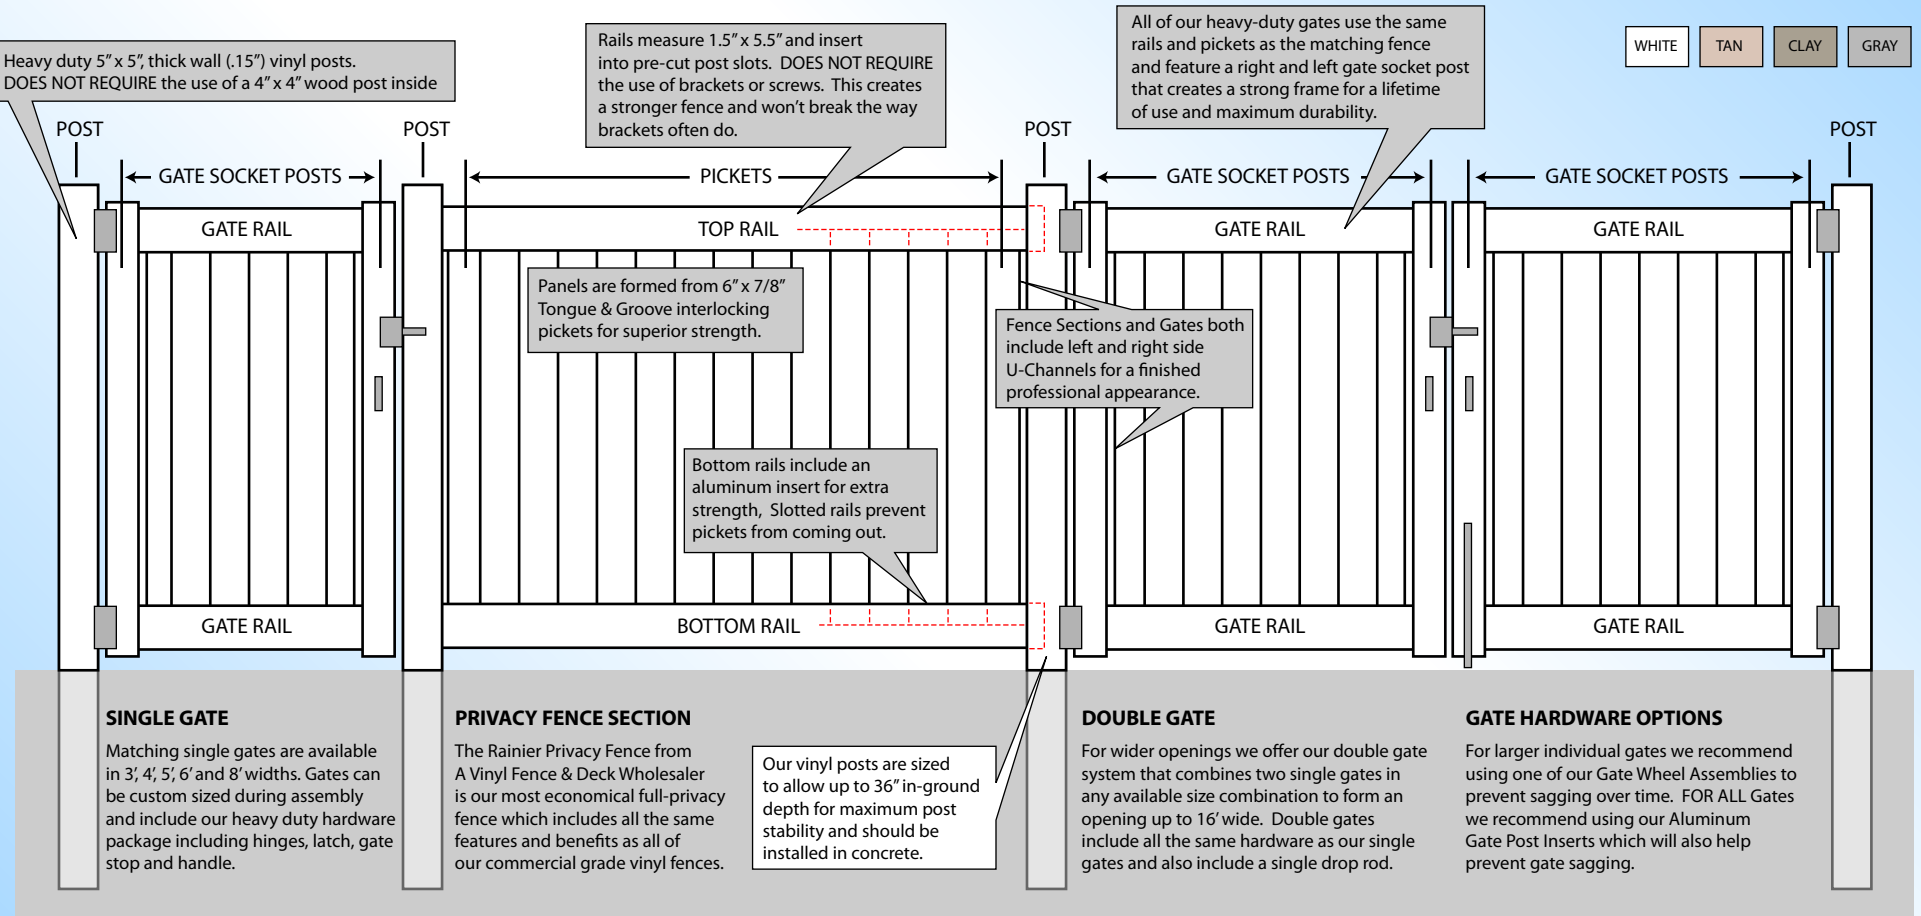 Heavy duty 5” x 5”, thick wall (.15”) vinyl posts.
DOES NOT REQUIRE the use of a 4” x 4” wood post inside
Rails measure 1.5” x 5.5” and insert
into pre-cut post slots.  DOES NOT REQUIRE
the use of brackets or screws.  This creates
a stronger fence and won’t break the way
brackets often do.
All of our heavy-duty gates use the same
rails and pickets as the matching fence
and feature a right and left gate socket post
that creates a strong frame for a lifetime
of use and maximum durability.
WHITE
TAN
CLAY
GRAY
POST
POST
POST
POST
GATE SOCKET POSTS
PICKETS
GATE SOCKET POSTS
GATE SOCKET POSTS
GATE RAIL
TOP RAIL
GATE RAIL
GATE RAIL
Panels are formed from 6” x 7/8”
Tongue & Groove interlocking
pickets for superior strength.
Fence Sections and Gates both
include left and right side
U-Channels for a finished
professional appearance.
Bottom rails include an
aluminum insert for extra
strength,  Slotted rails prevent
pickets from coming out.
GATE RAIL
BOTTOM RAIL
GATE RAIL
GATE RAIL
SINGLE GATE
Matching single gates are available
in 3’, 4’, 5’, 6’ and 8’ widths. Gates can
be custom sized during assembly
and include our heavy duty hardware
package including hinges, latch, gate
stop and handle.
PRIVACY FENCE SECTION
The Rainier Privacy Fence from
A Vinyl Fence & Deck Wholesaler
is our most economical full-privacy
fence which includes all the same
features and benefits as all of
our commercial grade vinyl fences.
Our vinyl posts are sized
to allow up to 36” in-ground
depth for maximum post
stability and should be
installed in concrete.
DOUBLE GATE
For wider openings we offer our double gate
system that combines two single gates in
any available size combination to form an
opening up to 16’ wide.  Double gates
include all the same hardware as our single
gates and also include a single drop rod.
GATE HARDWARE OPTIONS
For larger individual gates we recommend
using one of our Gate Wheel Assemblies to
prevent sagging over time.  FOR ALL Gates
we recommend using our Aluminum
Gate Post Inserts which will also help
prevent gate sagging.